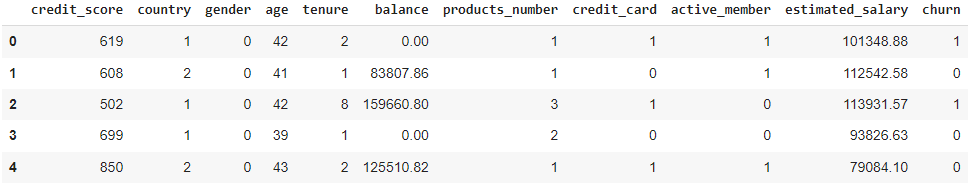 credit_score country gender age tenure balance products_number credit_card active_member estimated_salary churn
0 619 1 0 42 2 0.00 1 1 1 101348.88 1
1 608 2 0 41 1 83807.86 1 0 1 112542.58 0
2 502 1 0 42 8 159660.80 3 1 0 113931.57 1
3 699 1 0 39 1 0.00 2 0 0 93826.63 0
4 850 2 0 43 2 125510.82 1 1 1 79084.10 0